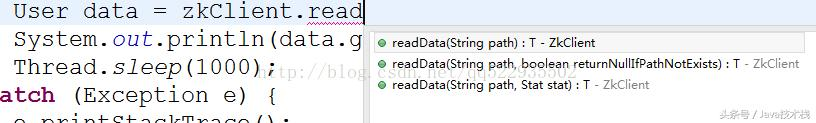 User data = zkClient.read
System.out.println(data.g
Thread.sleep(1000);
atch (Exception e) {
e.printStackTrace();
readData(String path) : T - ZkClient
readData(String path, boolean returnNullIfPathNotExists) : T - ZkClient
readData(String path, Stat stat) : T - ZkClient
http://blog.csdn.net/qq522935502
头条号 / Java技术栈